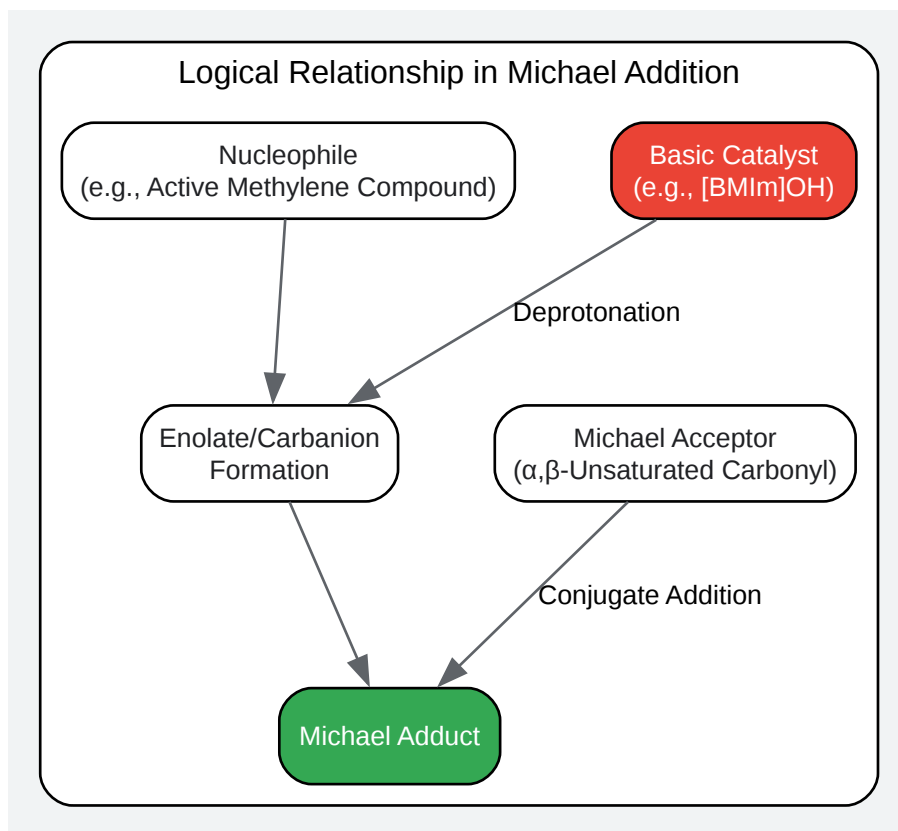 Logical Relationship in Michael Addition
Nucleophile
(e.g., Active Methylene Compound)
Basic Catalyst
(e.g., [BMIm]OH)
Deprotonation
Enolate/Carbanion
Formation
Michael Acceptor
(α,β-Unsaturated Carbonyl)
Conjugate Addition
Michael Adduct